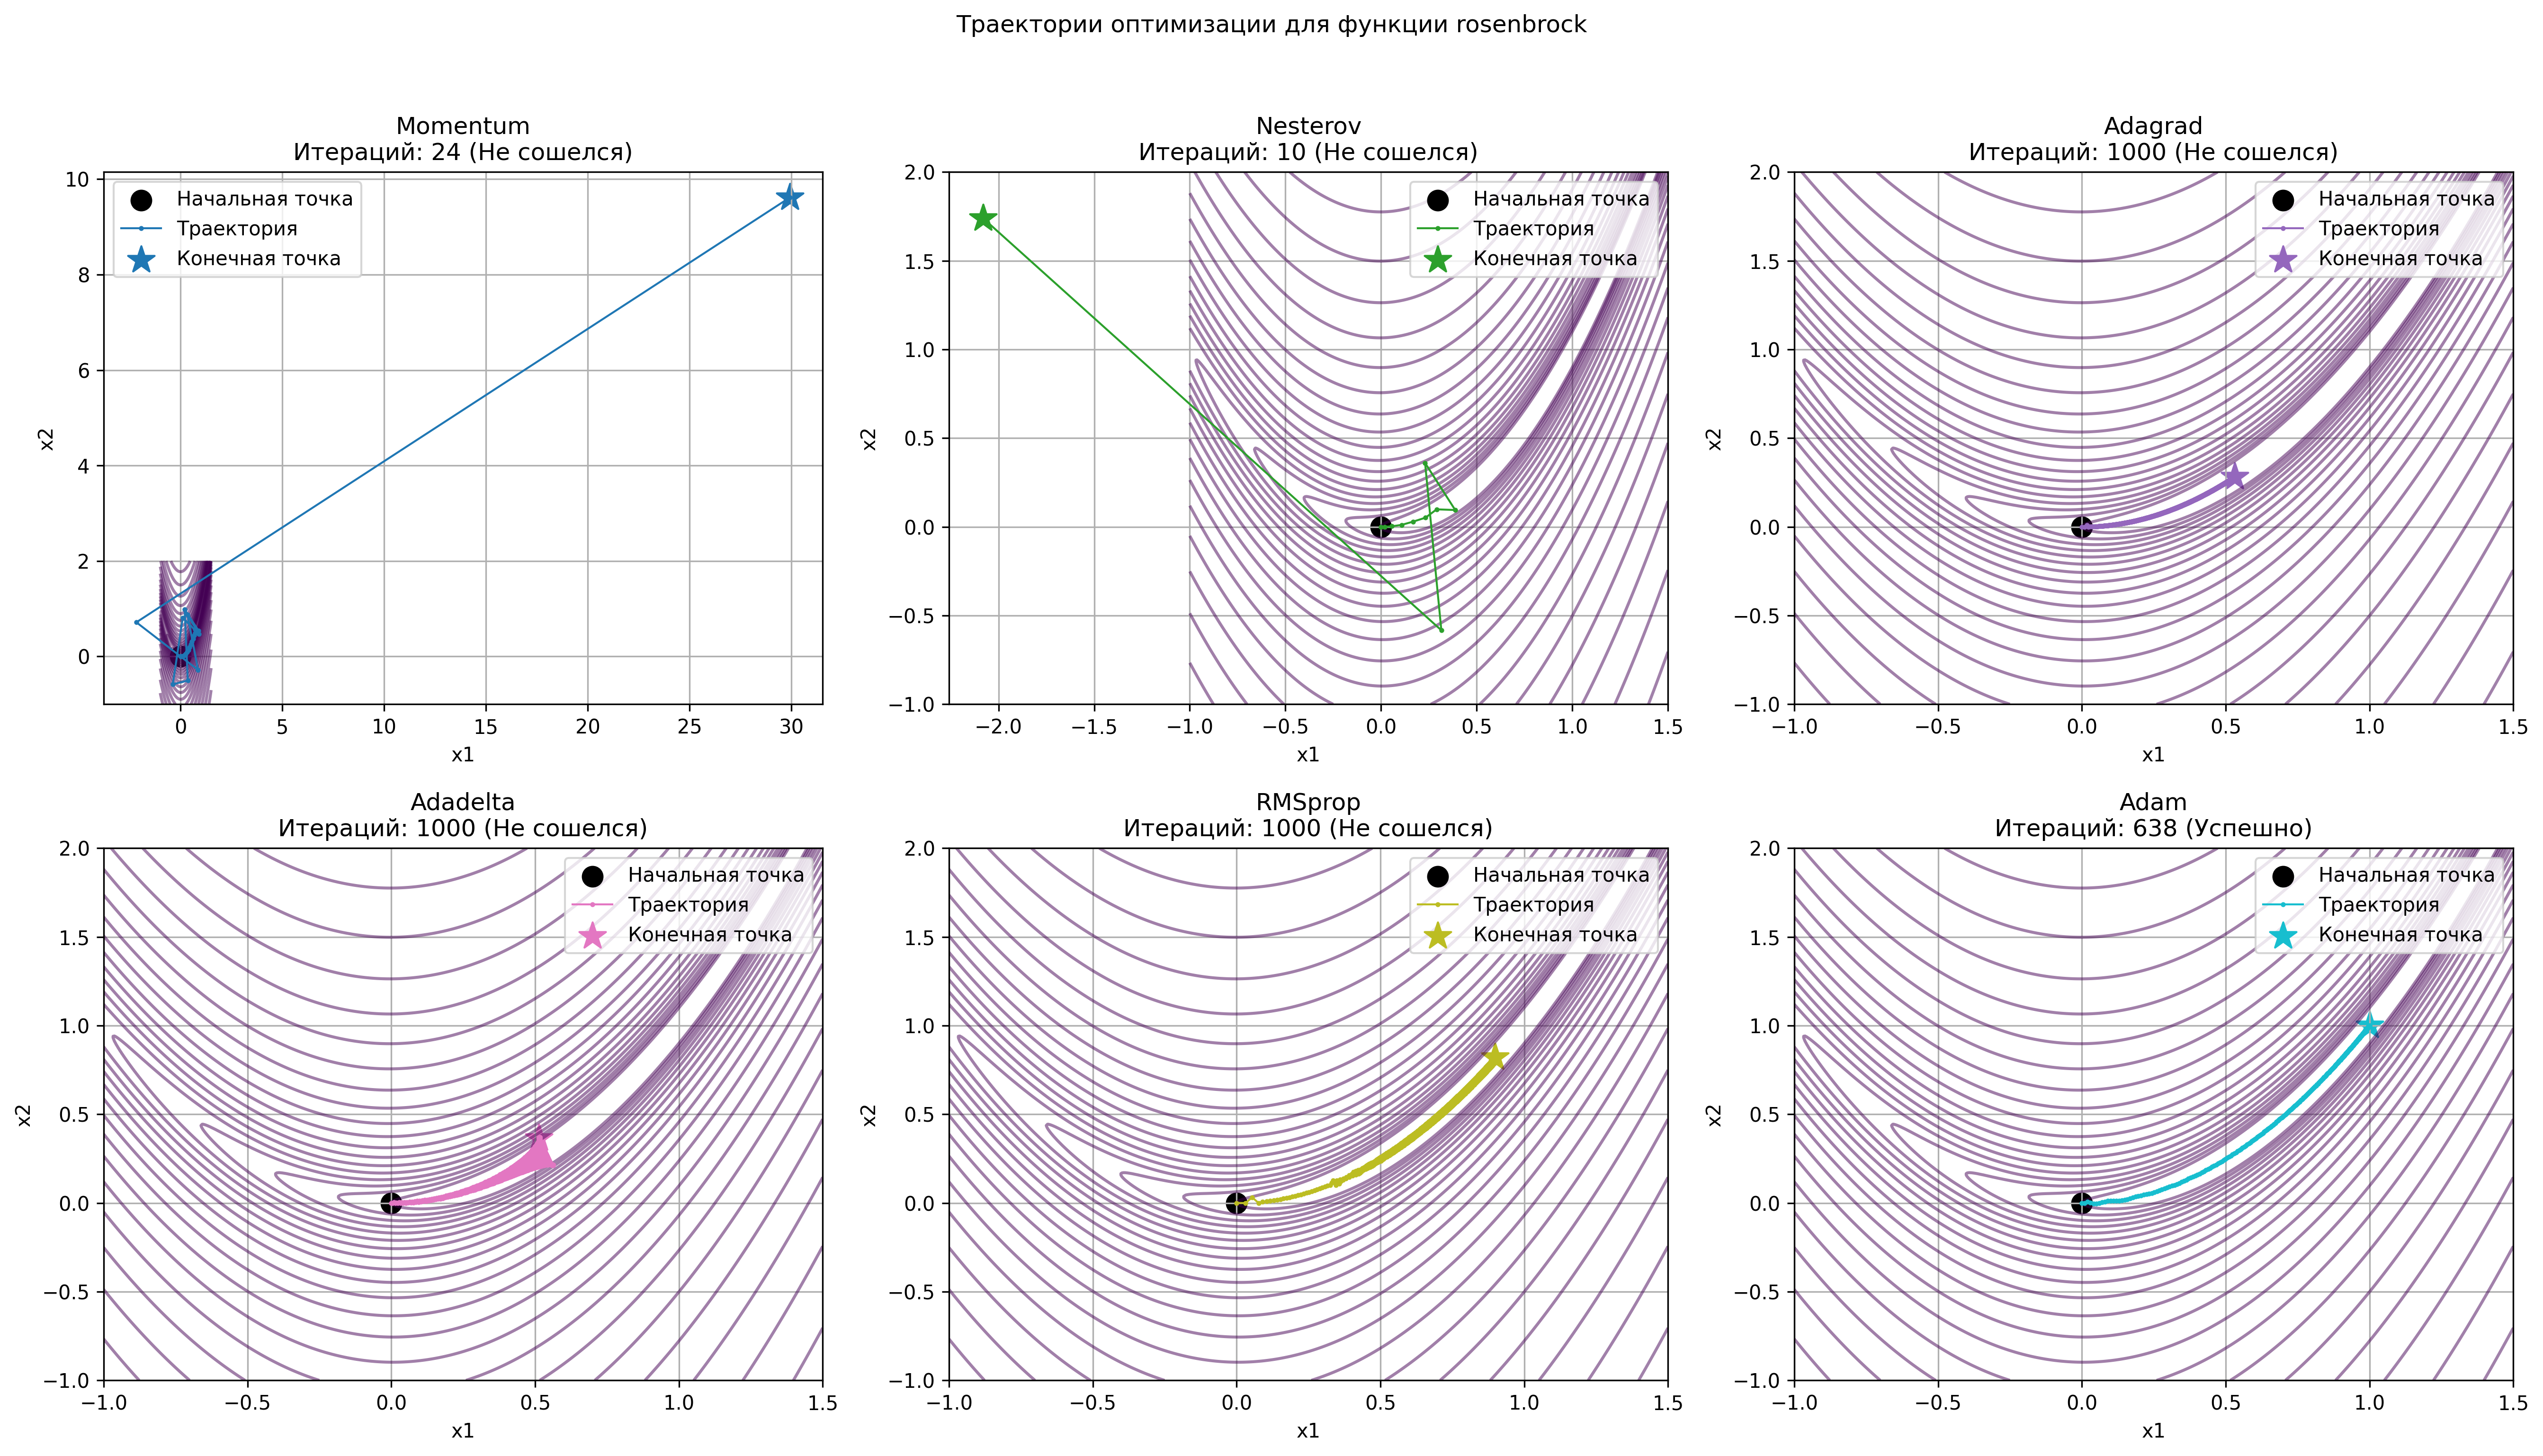 Траектории оптимизации для функции rosenbrock
Momentum
Итераций: 24 (Не сошелся)
10
8
6
4
2
0
x2
Начальная точка
Траектория
Конечная точка
0
5
10
15
20
25
30
x1
Nesterov
Итераций: 10 (Не сошелся)
2.0
1.5
1.0
0.5
0.0
−0.5
−1.0
x2
Начальная точка
Траектория
Конечная точка
−2.0
−1.5
−1.0
−0.5
0.0
0.5
1.0
1.5
x1
Adagrad
Итераций: 1000 (Не сошелся)
2.0
1.5
1.0
0.5
0.0
−0.5
−1.0
x2
Начальная точка
Траектория
Конечная точка
−1.0
−0.5
0.0
0.5
1.0
1.5
x1
Adadelta
Итераций: 1000 (Не сошелся)
2.0
1.5
1.0
0.5
0.0
−0.5
−1.0
x2
Начальная точка
Траектория
Конечная точка
−1.0
−0.5
0.0
0.5
1.0
1.5
x1
RMSprop
Итераций: 1000 (Не сошелся)
2.0
1.5
1.0
0.5
0.0
−0.5
−1.0
x2
Начальная точка
Траектория
Конечная точка
−1.0
−0.5
0.0
0.5
1.0
1.5
x1
Adam
Итераций: 638 (Успешно)
2.0
1.5
1.0
0.5
0.0
−0.5
−1.0
x2
Начальная точка
Траектория
Конечная точка
−1.0
−0.5
0.0
0.5
1.0
1.5
x1